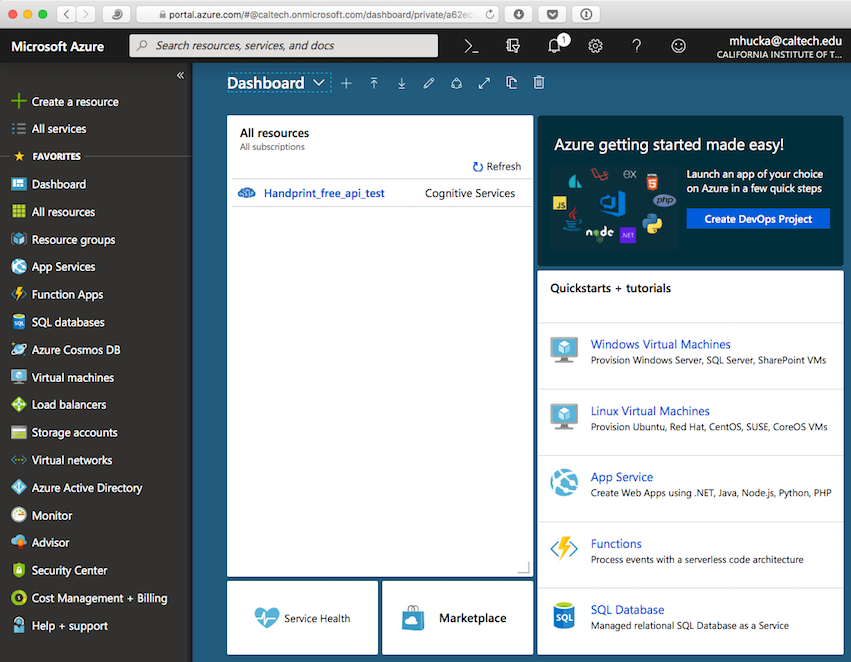 portal.azure.com/#@caltech.onmicrosoft.com/dashboard/private/a62ec
Microsoft Azure
Search resources, services, and docs
1
mhucka@caltech.edu
CALIFORNIA INSTITUTE OF T...
Create a resource
All services
FAVORITES
Dashboard
All resources
Resource groups
App Services
Function Apps
SQL databases
Azure Cosmos DB
Virtual machines
Load balancers
Storage accounts
Virtual networks
Azure Active Directory
Monitor
Advisor
Security Center
Cost Management + Billing
Help + support
Dashboard
All resources
All subscriptions
Refresh
Handprint_free_api_test Cognitive Services
Service Health
Marketplace
Azure getting started made easy!
Launch an app of your choice
on Azure in a few quick steps
Create DevOps Project
EX
JS
php
node
.NET
Quickstarts + tutorials
Windows Virtual Machines
Provision Windows Server, SQL Server, SharePoint VMs
Linux Virtual Machines
Provision Ubuntu, Red Hat, CentOS, SUSE, CoreOS VMs
App Service
Create Web Apps using .NET, Java, Node.js, Python, PHP
Functions
Process events with a serverless code architecture
SQL
SQL Database
Managed relational SQL Database as a Service